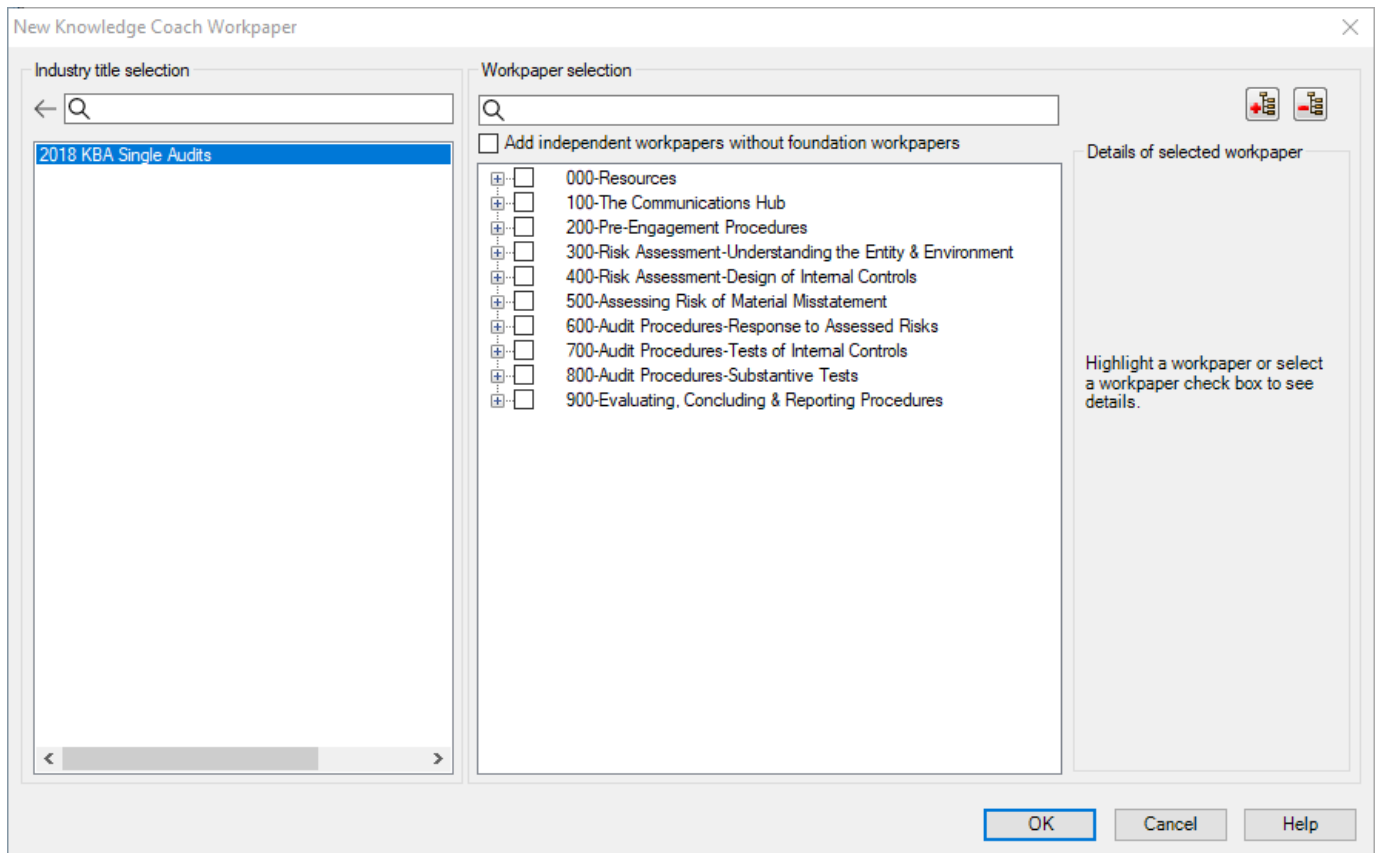 New Knowledge Coach Workpaper
Industry title selection
2018 KBA Single Audits
Workpaper selection
Add independent workpapers without foundation workpapers
000-Resources
100-The Communications Hub
200-Pre-Engagement Procedures
300-Risk Assessment-Understanding the Entity & Environment
400-Risk Assessment-Design of Internal Controls
500-Assessing Risk of Material Misstatement
600-Audit Procedures-Response to Assessed Risks
700-Audit Procedures-Tests of Internal Controls
800-Audit Procedures-Substantive Tests
900-Evaluating, Concluding & Reporting Procedures
Details of selected workpaper
Highlight a workpaper or select
a workpaper check box to see
details.
OK
Cancel
Help